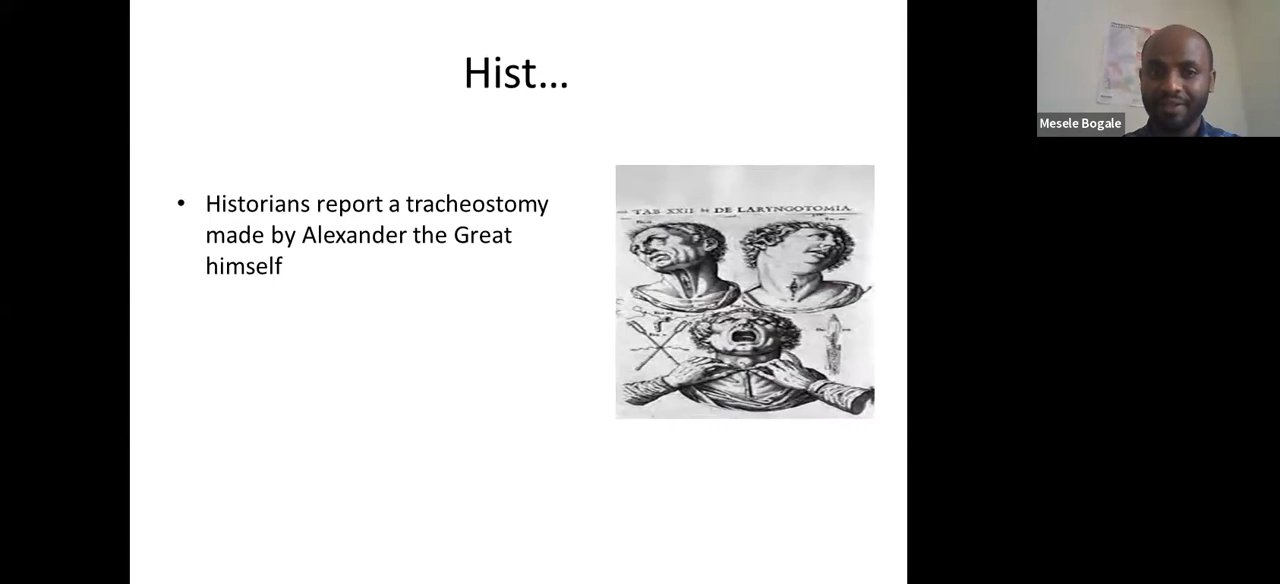 Hist...
• Historians report a tracheostomy
made by Alexander the Great
himself
TAB XXII DE LARYNGOTOMIA.
Mesele Bogale